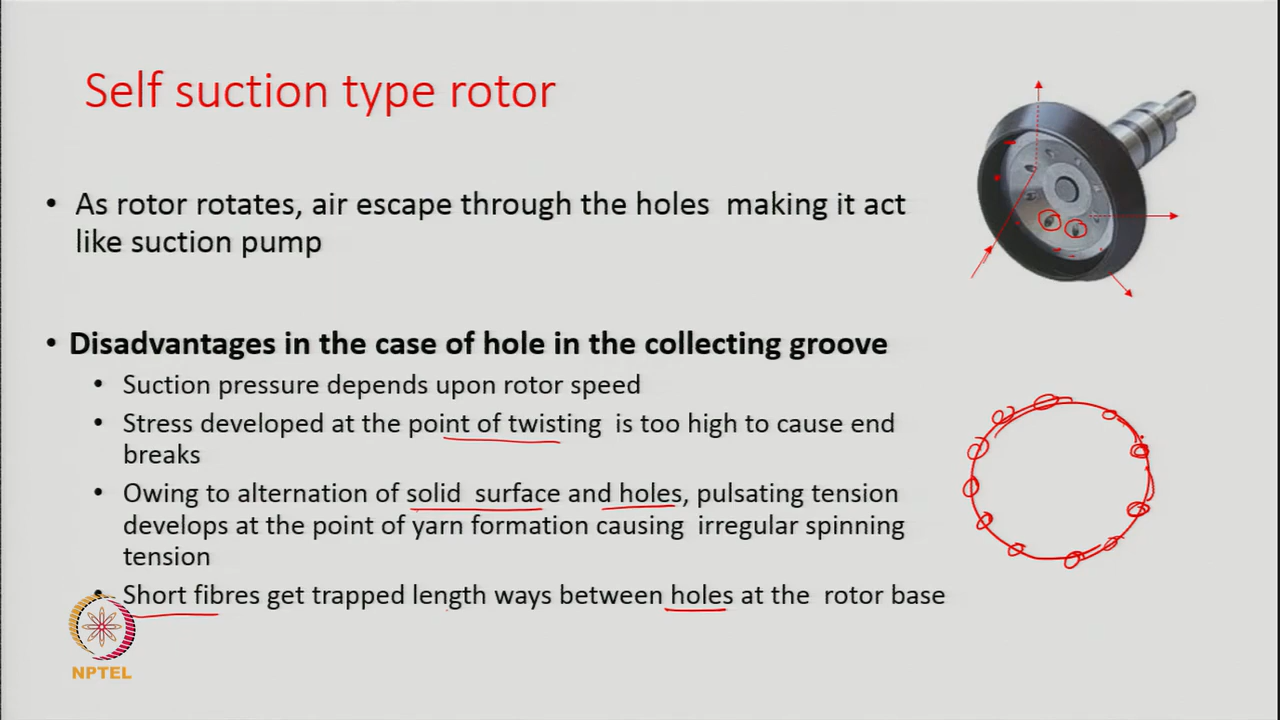 Self suction type rotor
• As rotor rotates, air escape through the holes making it act
like suction pump
• Disadvantages in the case of hole in the collecting groove
• Suction pressure depends upon rotor speed
• Stress developed at the point of twisting is too high to cause end
breaks
• Owing to alternation of solid surface and holes, pulsating tension
develops at the point of yarn formation causing irregular spinning
tension
• Short fibres get trapped length ways between holes at the rotor base
NPTEL